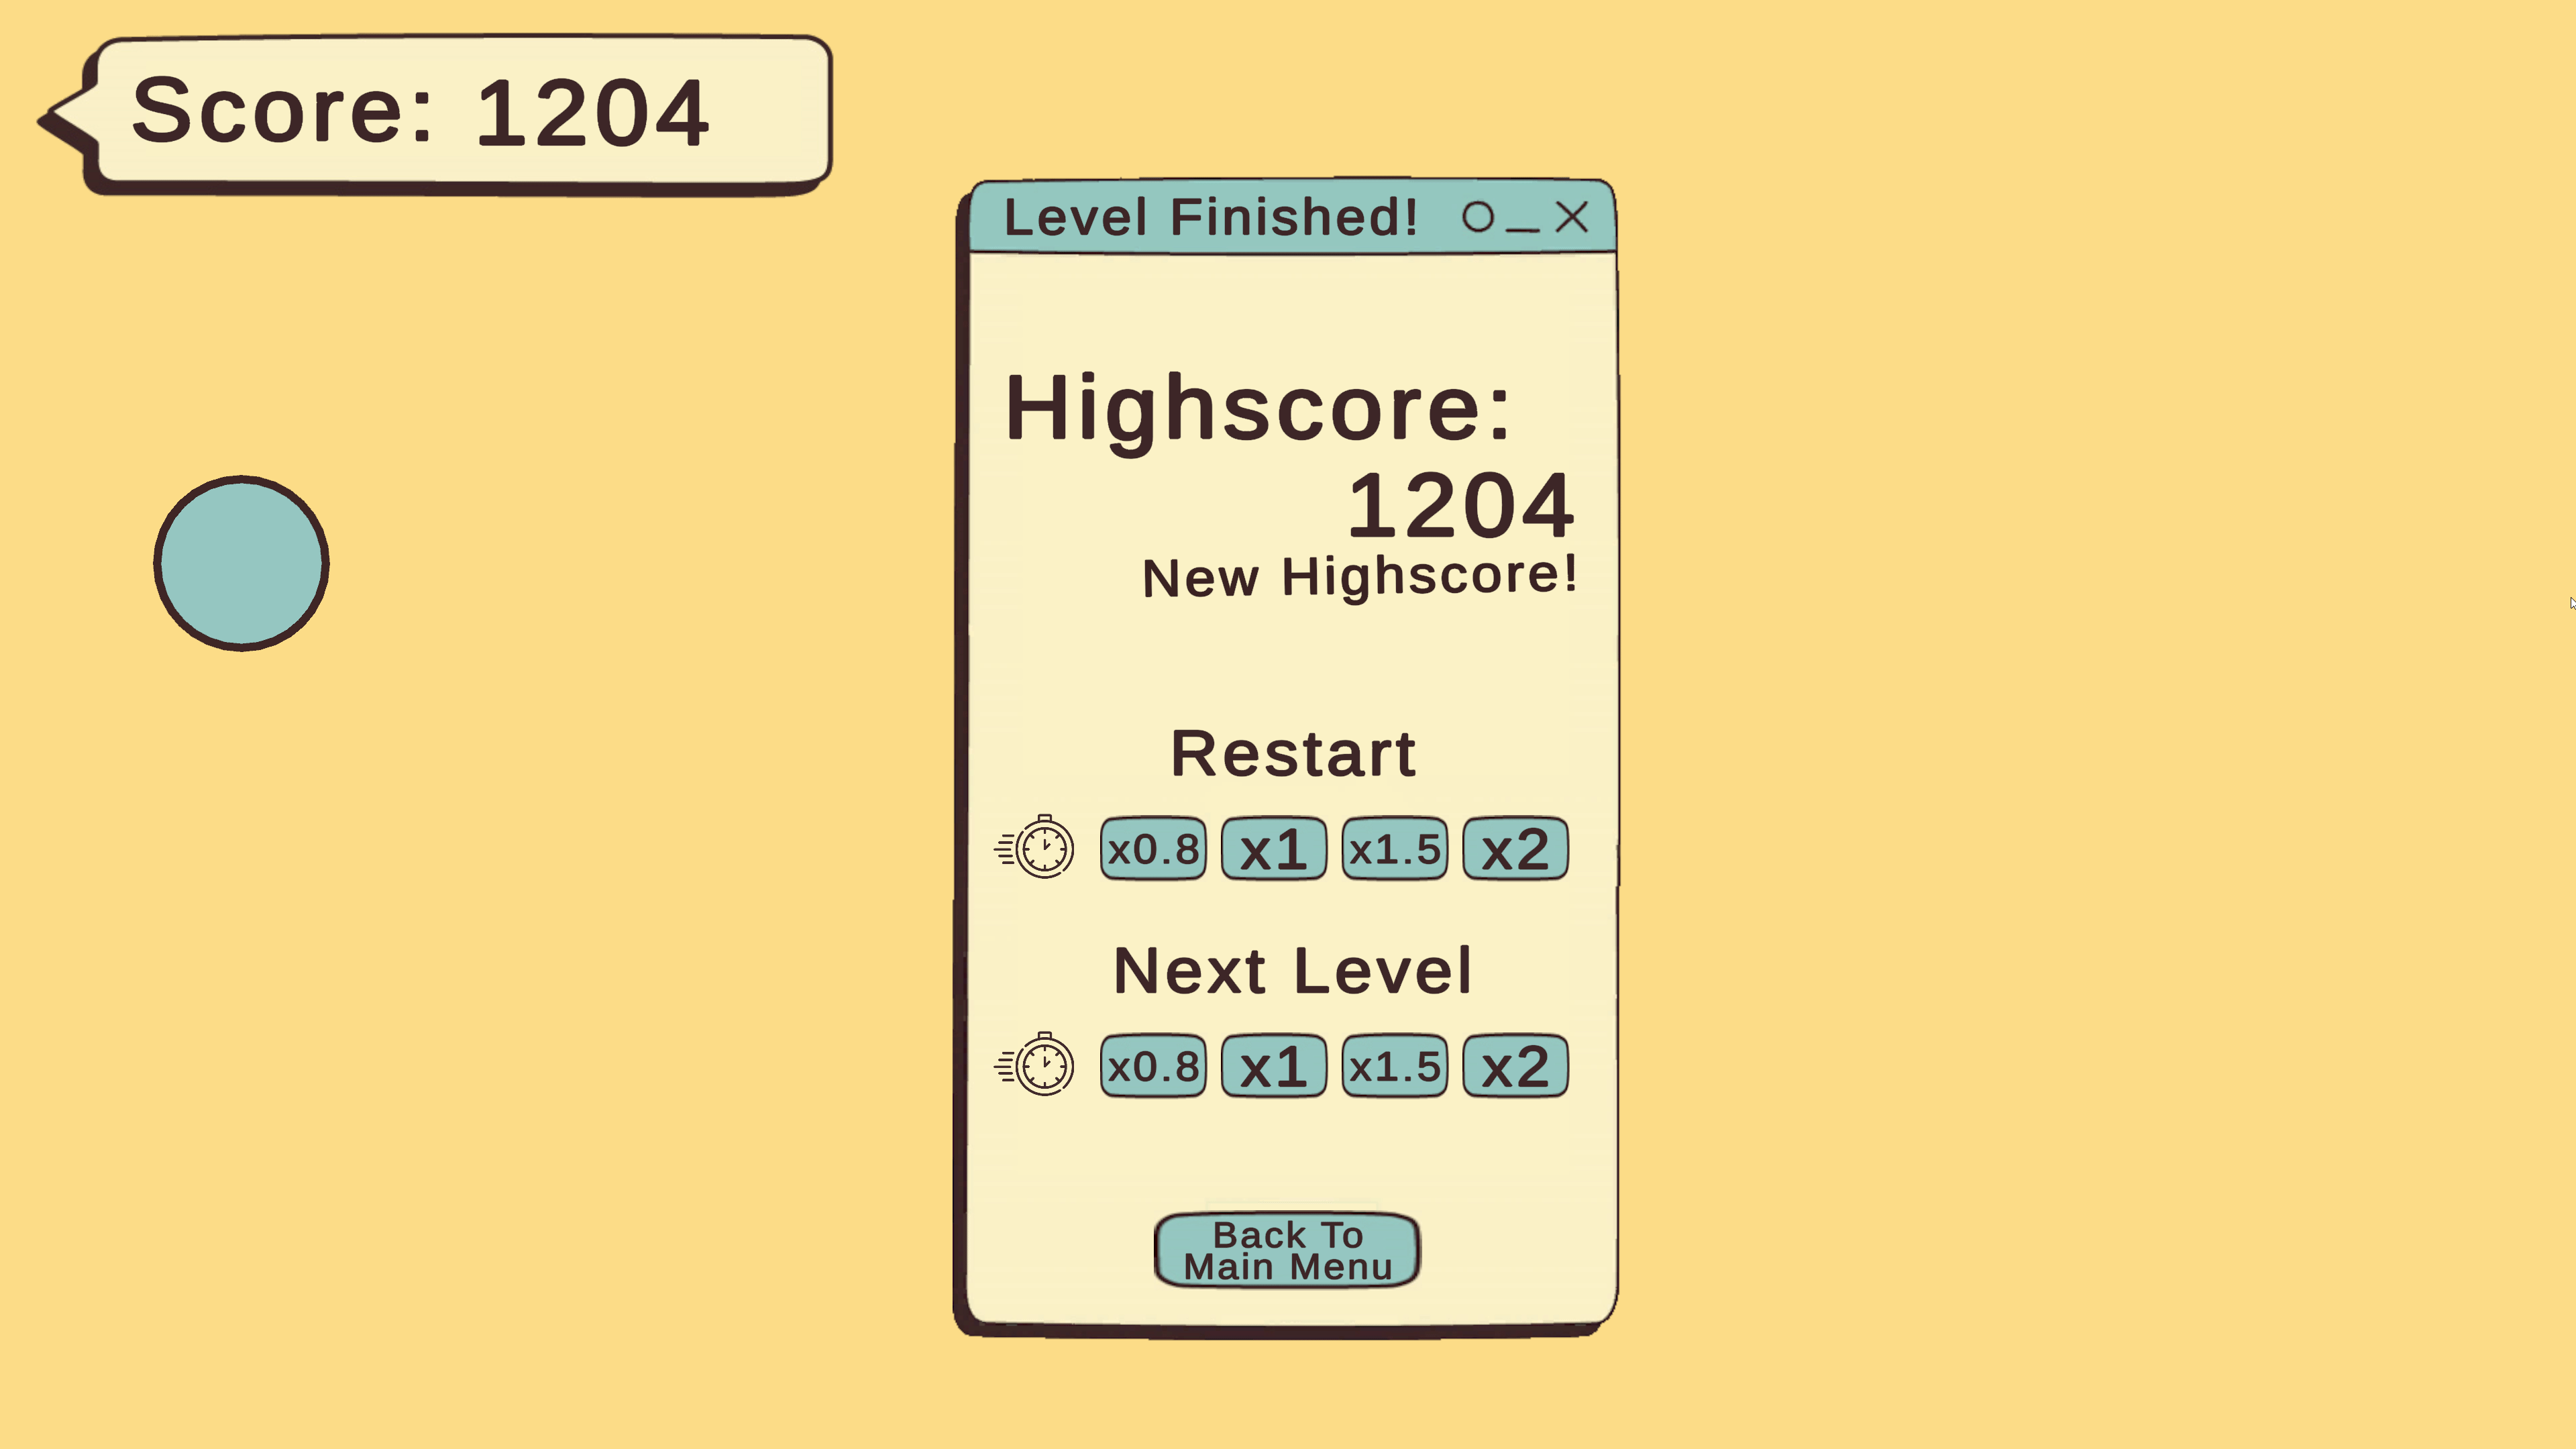 Score: 1204
Level Finished!
Highscore:
1204
New Highscore!
Restart
x0.8 x1 x1.5 x2
Next Level
x0.8 x1 x1.5 x2
Back To
Main Menu